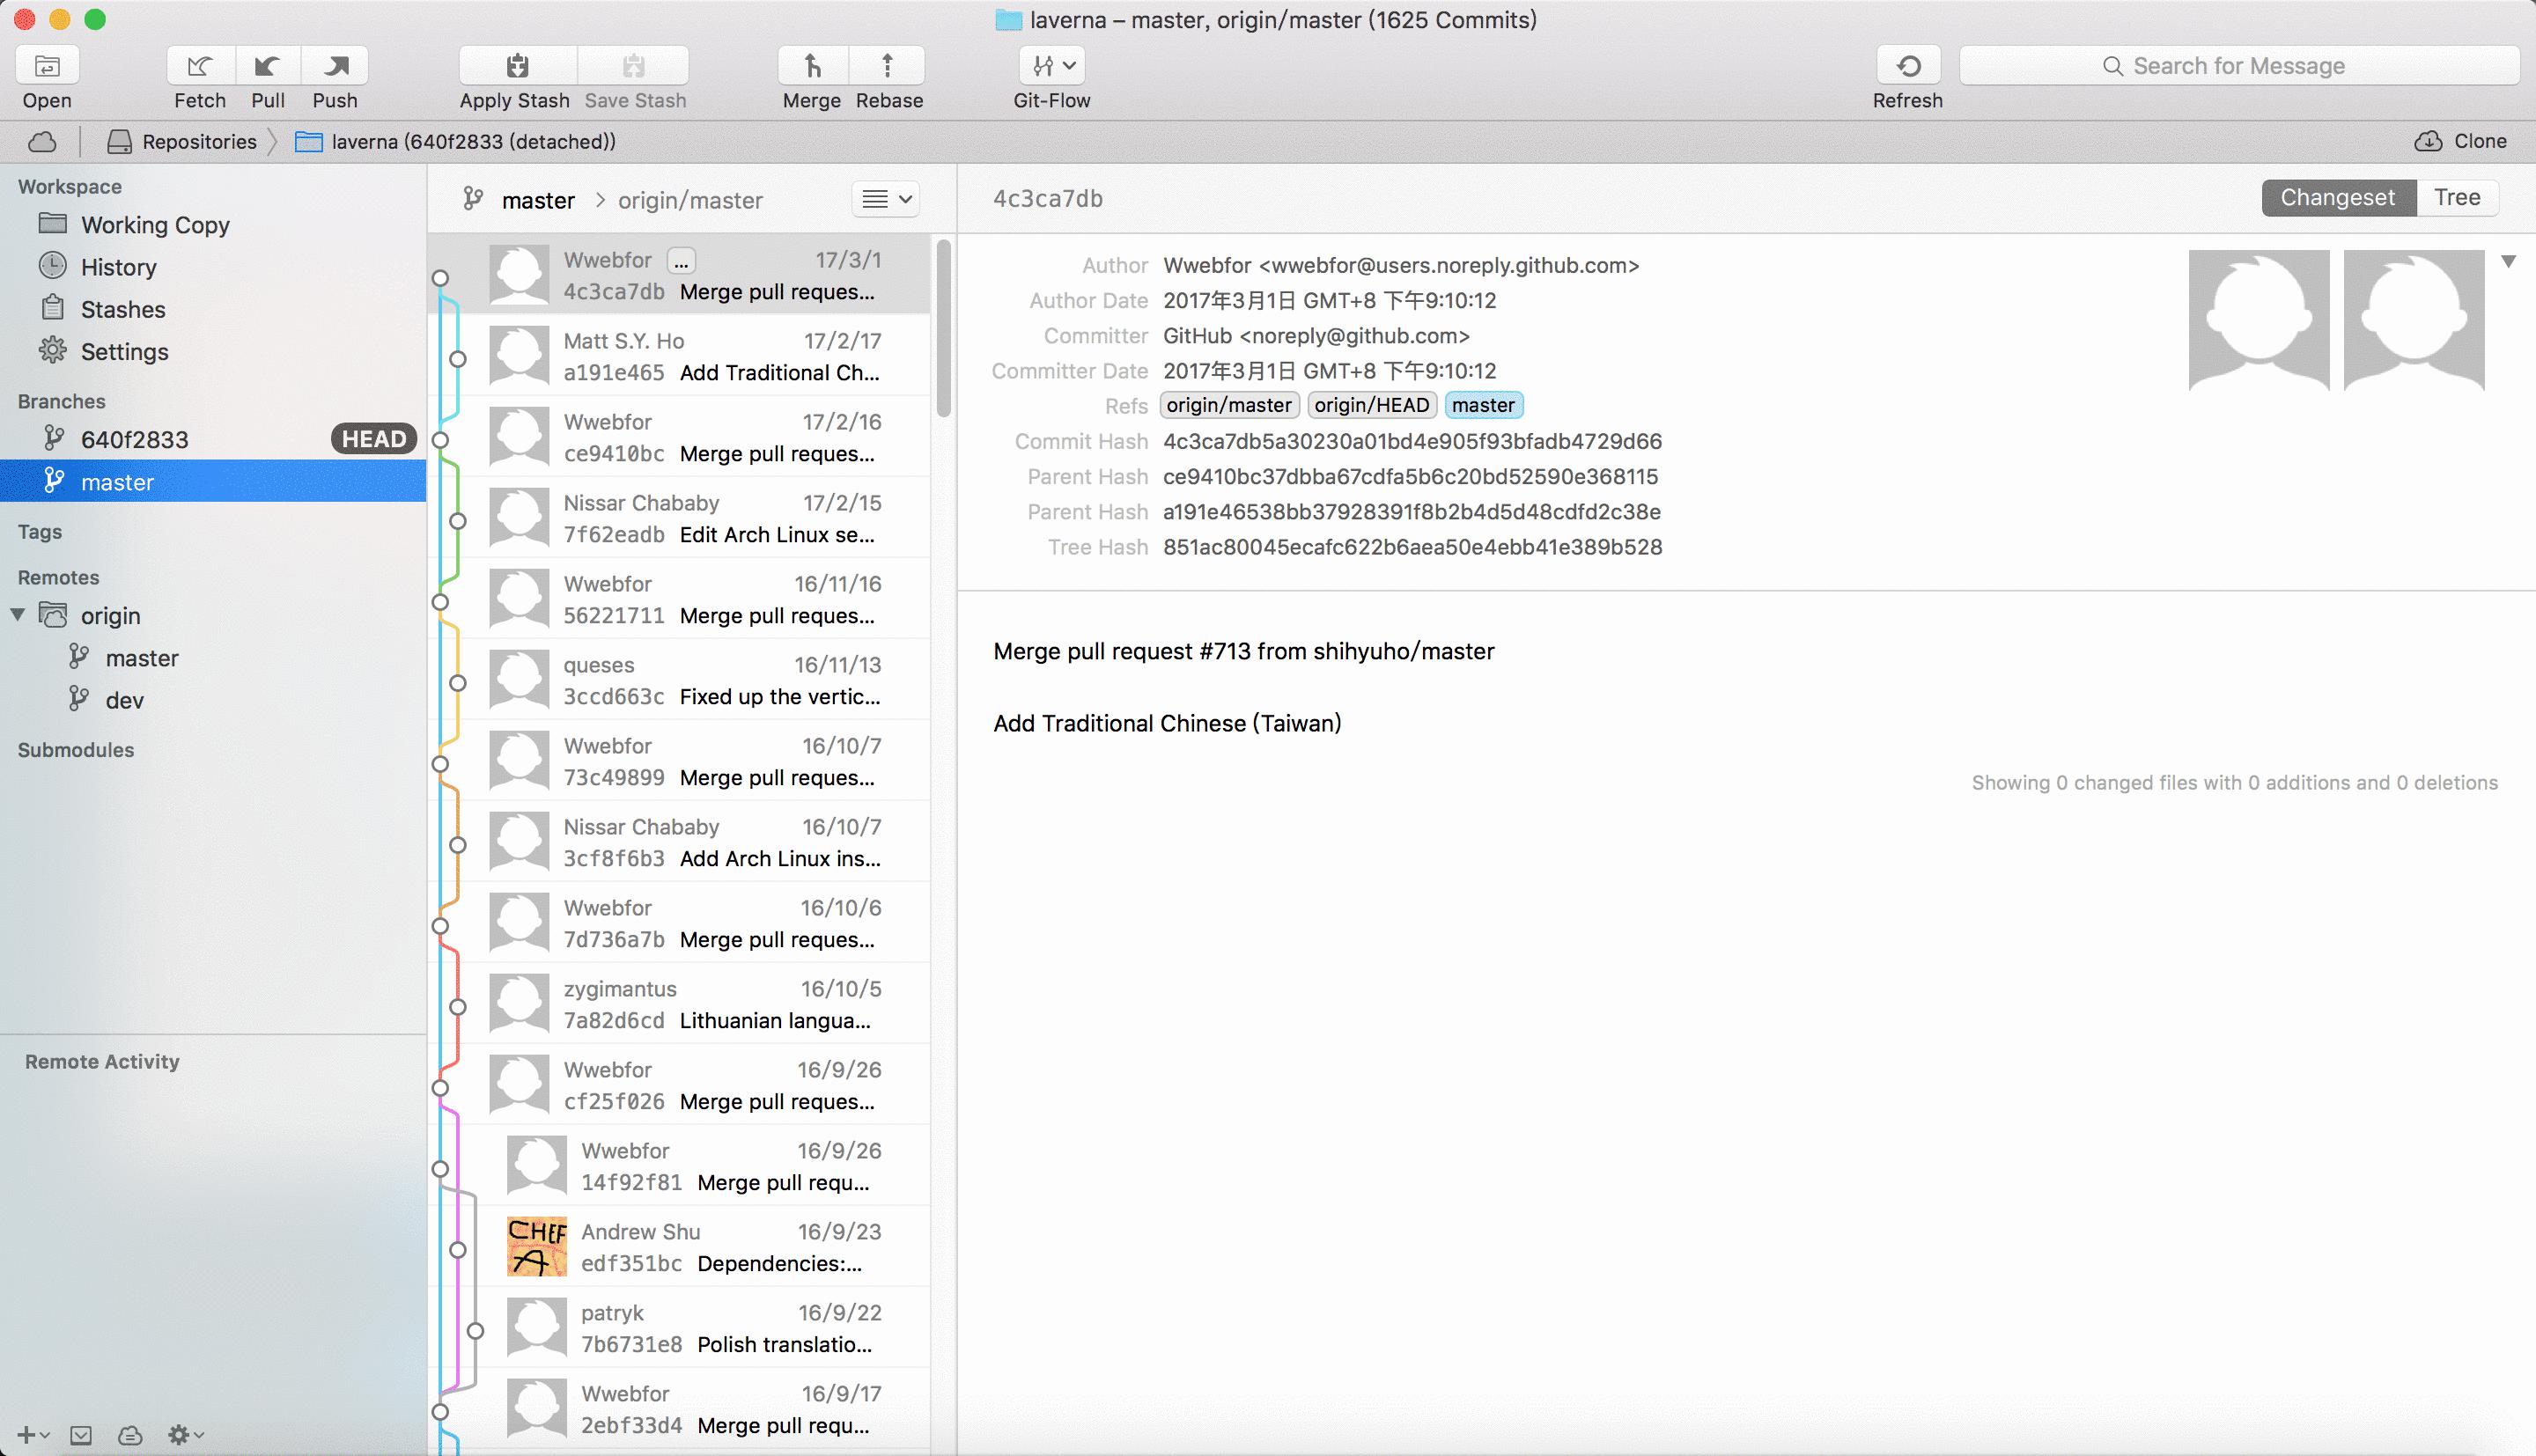 laverna – master, origin/master (1625 Commits)
Open
Fetch
Pull
Push
Apply Stash
Save Stash
Merge
Rebase
Git-Flow
Refresh
Search for Message
Repositories
laverna (640f2833 (detached))
Clone
Workspace
Working Copy
History
Stashes
Settings
Branches
640f2833 HEAD
master
Tags
Remotes
origin
master
dev
Submodules
Remote Activity
master > origin/master
Wwebfor ... 17/3/1
4c3ca7db Merge pull reques...
Matt S.Y. Ho 17/2/17
a191e465 Add Traditional Ch...
Wwebfor 17/2/16
ce9410bc Merge pull reques...
Nissar Chababy 17/2/15
7f62eadb Edit Arch Linux se...
Wwebfor 16/11/16
56221711 Merge pull reques...
queses 16/11/13
3ccd663c Fixed up the vertic...
Wwebfor 16/10/7
73c49899 Merge pull reques...
Nissar Chababy 16/10/7
3cf8f6b3 Add Arch Linux ins...
Wwebfor 16/10/6
7d736a7b Merge pull reques...
zygimantus 16/10/5
7a82d6cd Lithuanian langua...
Wwebfor 16/9/26
cf25f026 Merge pull reques...
Wwebfor 16/9/26
14f92f81 Merge pull requ...
CHEF
A
Andrew Shu 16/9/23
edf351bc Dependencies:...
patryk 16/9/22
7b6731e8 Polish translatio...
Wwebfor 16/9/17
2ebf33d4 Merge pull requ...
4c3ca7db
Changeset
Tree
Author Wwebfor <wwebfor@users.noreply.github.com>
Author Date 2017年3月1日 GMT+8 下午9:10:12
Committer GitHub <noreply@github.com>
Committer Date 2017年3月1日 GMT+8 下午9:10:12
Refs origin/master origin/HEAD master
Commit Hash 4c3ca7db5a30230a01bd4e905f93bfadb4729d66
Parent Hash ce9410bc37dbba67cdfa5b6c20bd52590e368115
Parent Hash a191e46538bb37928391f8b2b4d5d48cdfd2c38e
Tree Hash 851ac80045ecafc622b6aea50e4ebb41e389b528
Merge pull request #713 from shihyuho/master
Add Traditional Chinese (Taiwan)
Showing 0 changed files with 0 additions and 0 deletions